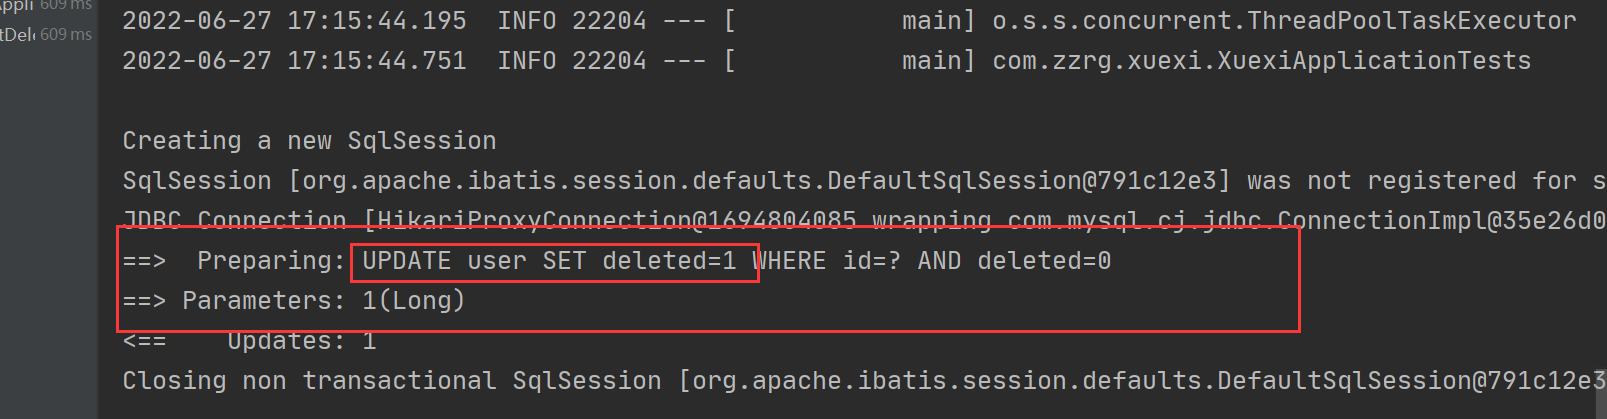 Appli 609 ms
tDele 609 ms
2022-06-27 17:15:44.195  INFO 22204 --- [           main] o.s.s.concurrent.ThreadPoolTaskExecutor
2022-06-27 17:15:44.751  INFO 22204 --- [           main] com.zzrg.xuexi.XuexiApplicationTests
Creating a new SqlSession
SqlSession [org.apache.ibatis.session.defaults.DefaultSqlSession@791c12e3] was not registered for s
JDBC Connection [HikariProxyConnection@1694804085 wrapping com.mysql.cj.jdbc.ConnectionImpl@35e26d0
==>  Preparing: UPDATE user SET deleted=1 WHERE id=? AND deleted=0
==> Parameters: 1(Long)
<==    Updates: 1
Closing non transactional SqlSession [org.apache.ibatis.session.defaults.DefaultSqlSession@791c12e3